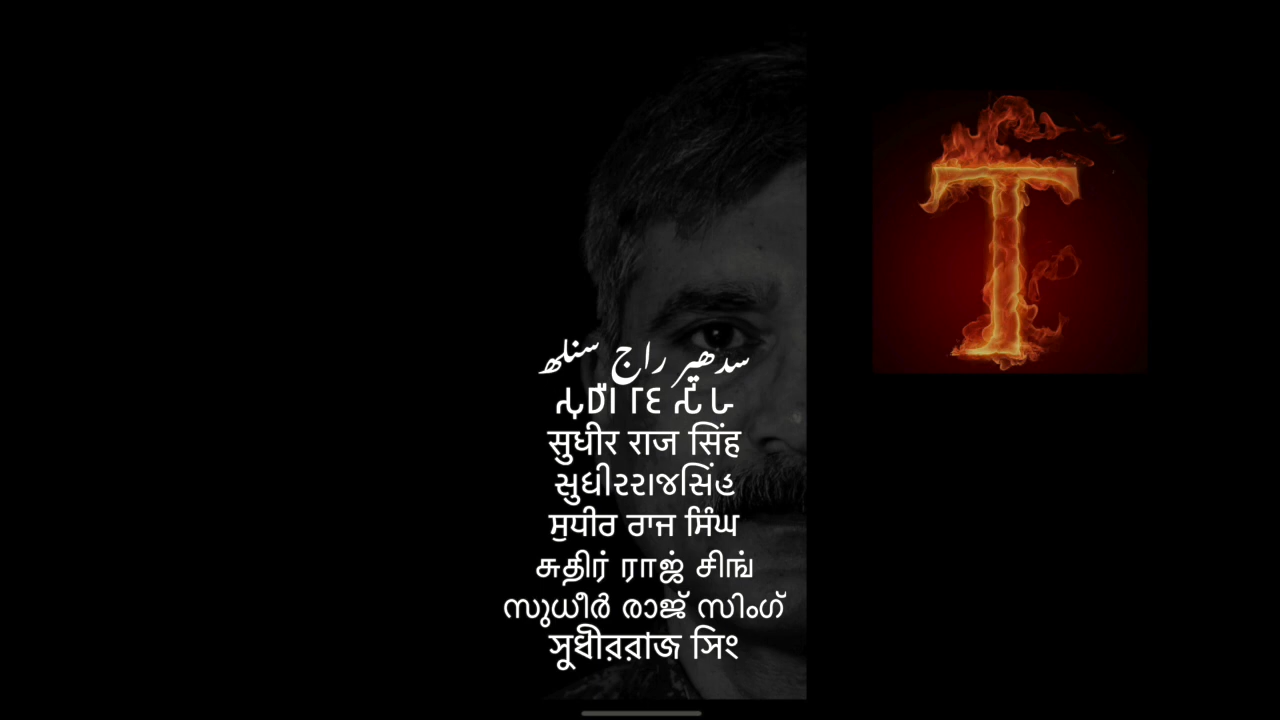 T
سدھیر راج سنلھ
सुधीर राज सिंह
સુધીરરાજસિંહ
ਸੁਧੀਰ ਰਾਜ ਸਿੰਘ
சுதிர் ராஜ் சிங்
സുധീർ രാജ് സിംഗ്
সুধীররাজ সিং